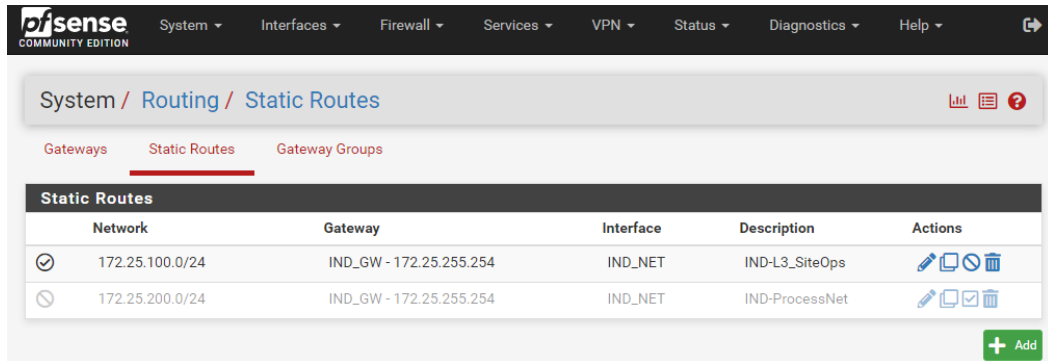 pfsense System Interfaces Firewall Services VPN Status Diagnostics Help
COMMUNITY EDITION
System / Routing / Static Routes
Gateways Static Routes Gateway Groups
Static Routes
Network Gateway Interface Description Actions
172.25.100.0/24 IND_GW - 172.25.255.254 IND_NET IND-L3_SiteOps
172.25.200.0/24 IND_GW - 172.25.255.254 IND_NET IND-ProcessNet
Add